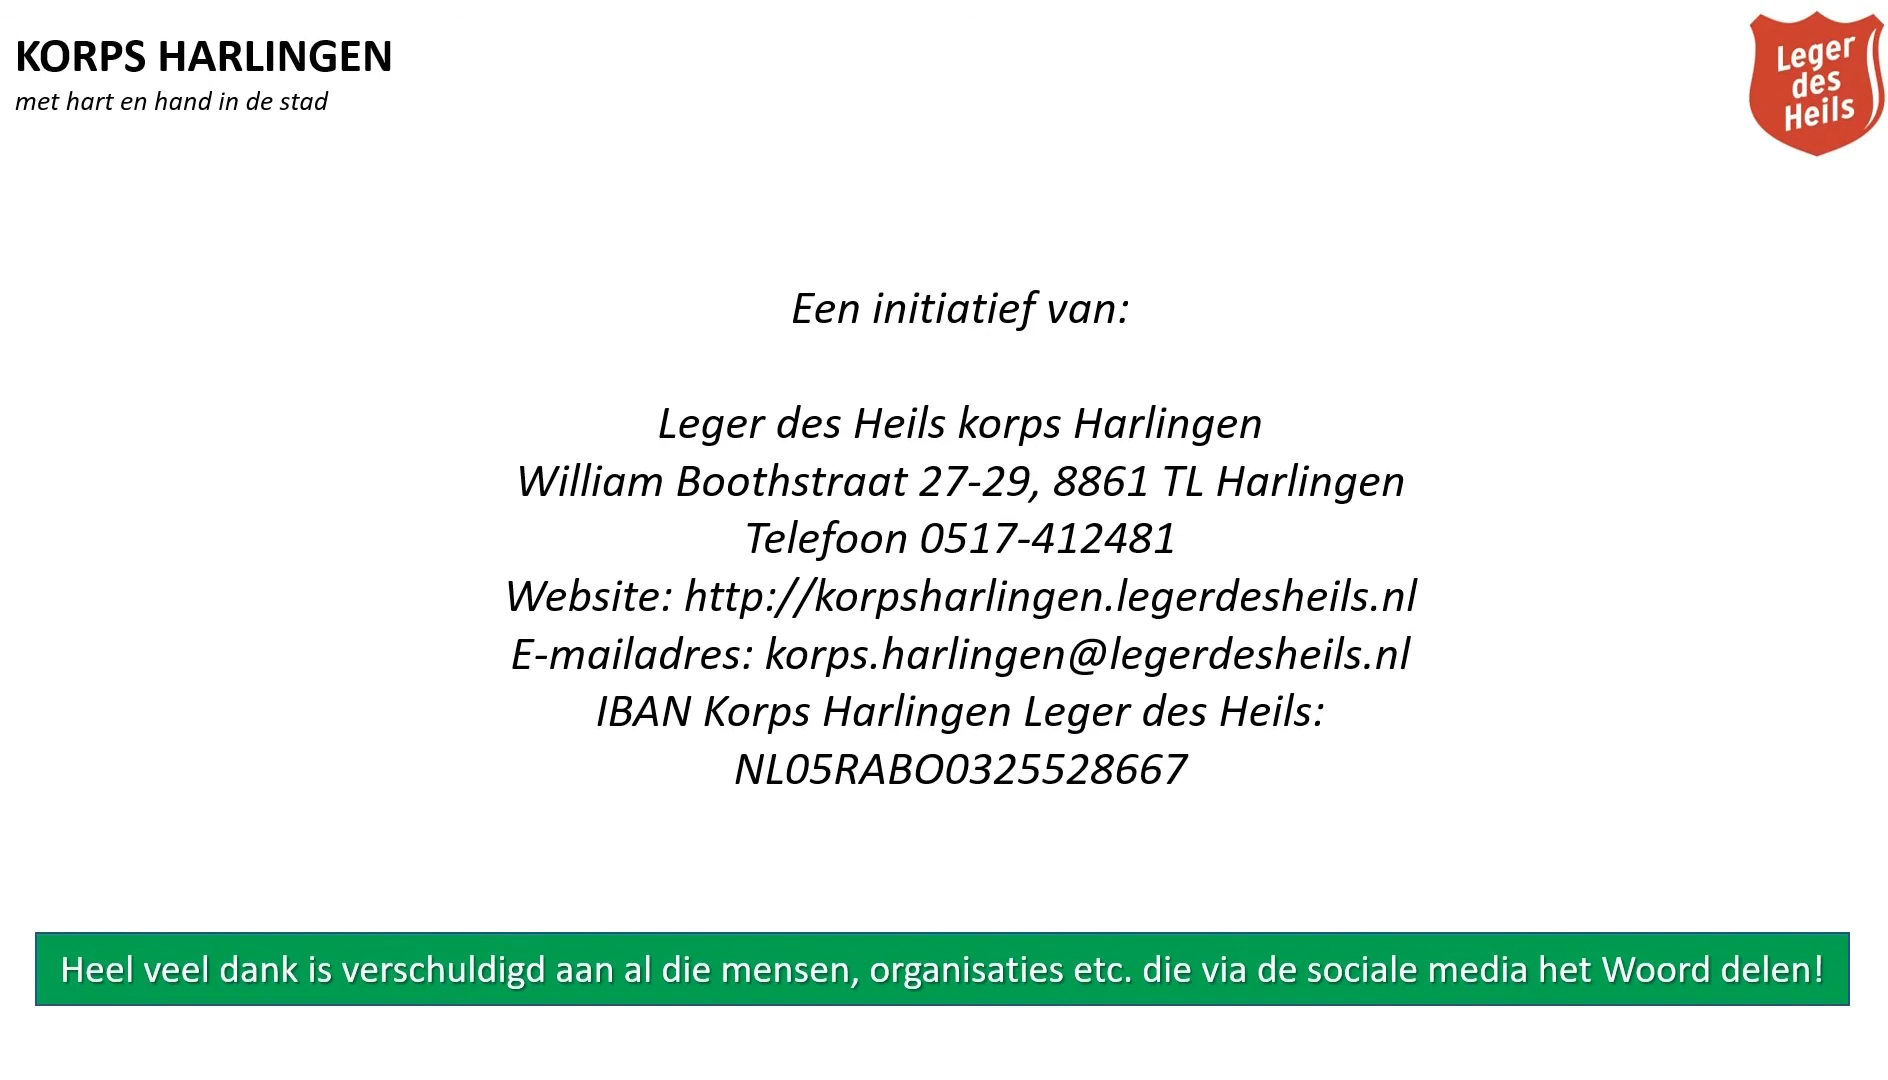 KORPS HARLINGEN
met hart en hand in de stad
Leger
des
Heils
Een initiatief van:
Leger des Heils korps Harlingen
William Boothstraat 27-29, 8861 TL Harlingen
Telefoon 0517-412481
Website: http://korpsharlingen.legerdesheils.nl
E-mailadres: korps.harlingen@legerdesheils.nl
IBAN Korps Harlingen Leger des Heils:
NL05RABO0325528667
Heel veel dank is verschuldigd aan al die mensen, organisaties etc. die via de sociale media het Woord delen!